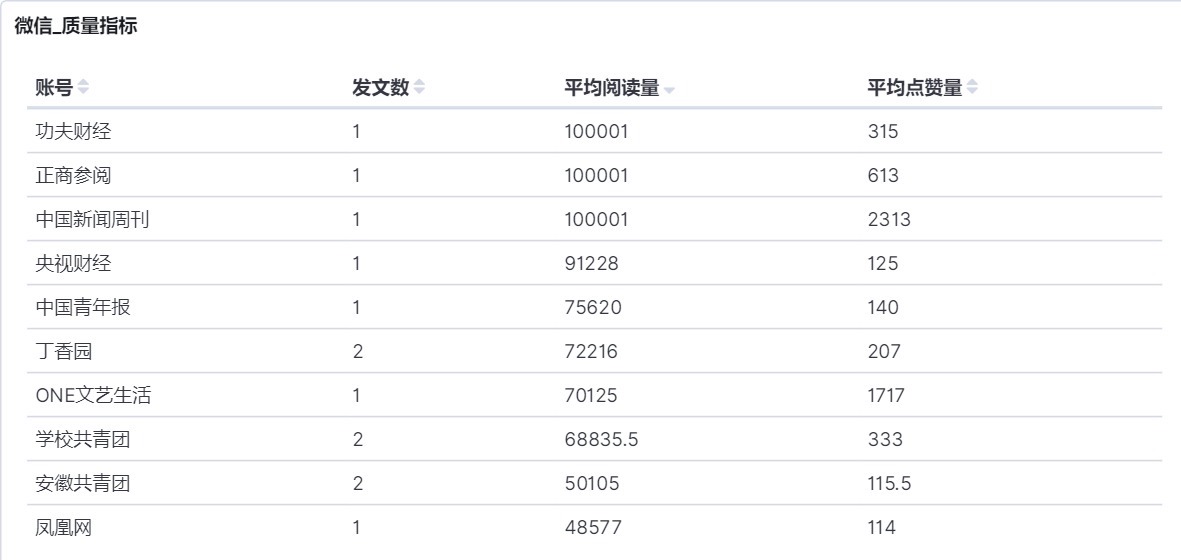 微信_质量指标
账号 发文数 平均阅读量 平均点赞量
功夫财经 1 100001 315
正商参阅 1 100001 613
中国新闻周刊 1 100001 2313
央视财经 1 91228 125
中国青年报 1 75620 140
丁香园 2 72216 207
ONE文艺生活 1 70125 1717
学校共青团 2 68835.5 333
安徽共青团 2 50105 115.5
凤凰网 1 48577 114